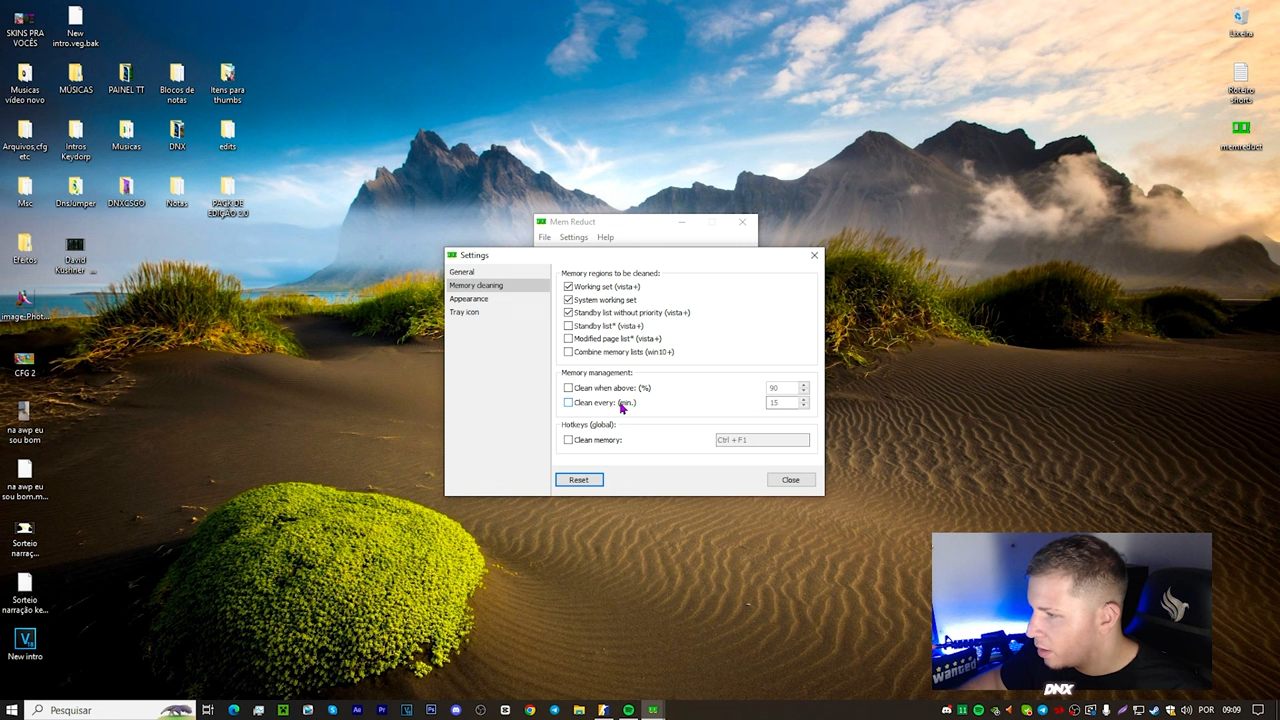 SKINS PRA
VOCÊS
New
intro.veg.bak
Musicas
video novo
MÚSICAS
PAINEL TT
Blocos de
notas
Itens para
thumbs
Arquivos,cfg
etc
Intros
Keydorp
Musicas
DNX
edits
Msc
DnsJumper
DNXCSGO
Notas
PACK DE
EDIÇÃO 2.0
Efeitos
David
Kushner _...
image-Phot...
CFG 2
na awp eu
sou bom
na awp eu
sou bom.m...
Sorteio
narraç...
Sorteio
narração ke...
New intro
Lixeira
Roteiro
shorts
memreduct
Mem Reduct
File Settings Help
Settings
General
Memory cleaning
Appearance
Tray icon
Memory regions to be cleaned:
Working set (vista+)
System working set
Standby list without priority (vista+)
Standby list* (vista+)
Modified page list* (vista+)
Combine memory lists (win10+)
Memory management:
Clean when above: (%) 90
Clean every: (min.) 15
Hotkeys (global):
Clean memory: Ctrl + F1
Reset Close
Wanted
DNX
Pesquisar
POR 09:09